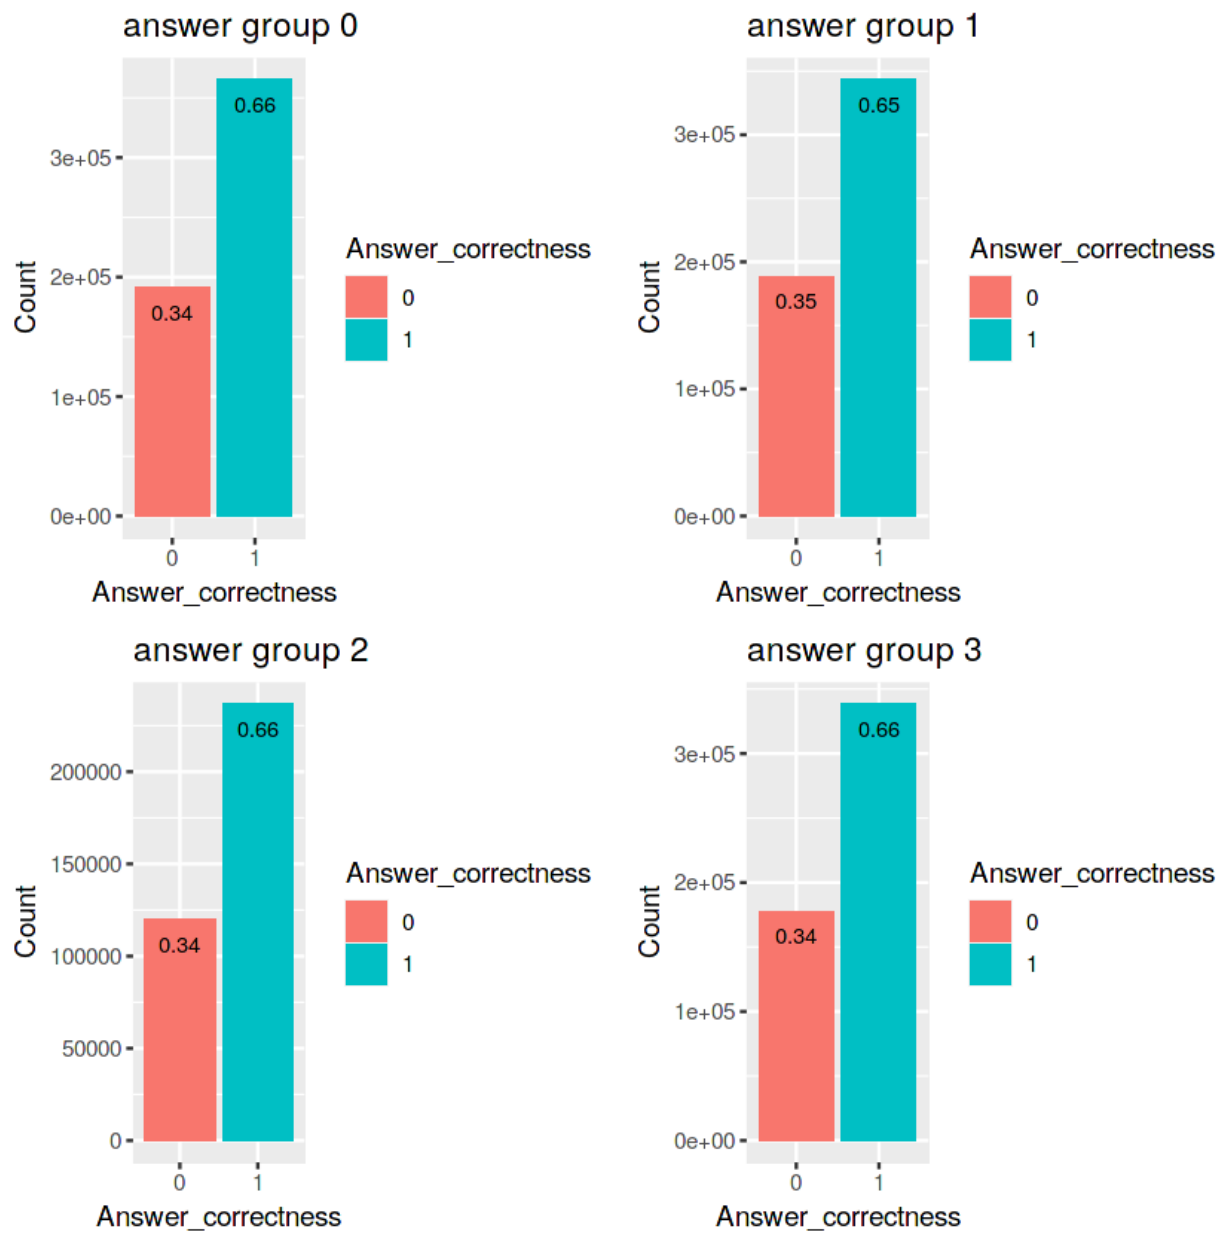 answer group 0
0.66
0.34
3e+05
2e+05
1e+05
0e+00
Count
0
1
Answer_correctness
Answer_correctness
0
1
answer group 1
0.65
0.35
3e+05
2e+05
1e+05
0e+00
Count
0
1
Answer_correctness
Answer_correctness
0
1
answer group 2
0.66
0.34
200000
150000
100000
50000
0
Count
0
1
Answer_correctness
Answer_correctness
0
1
answer group 3
0.66
0.34
3e+05
2e+05
1e+05
0e+00
Count
0
1
Answer_correctness
Answer_correctness
0
1